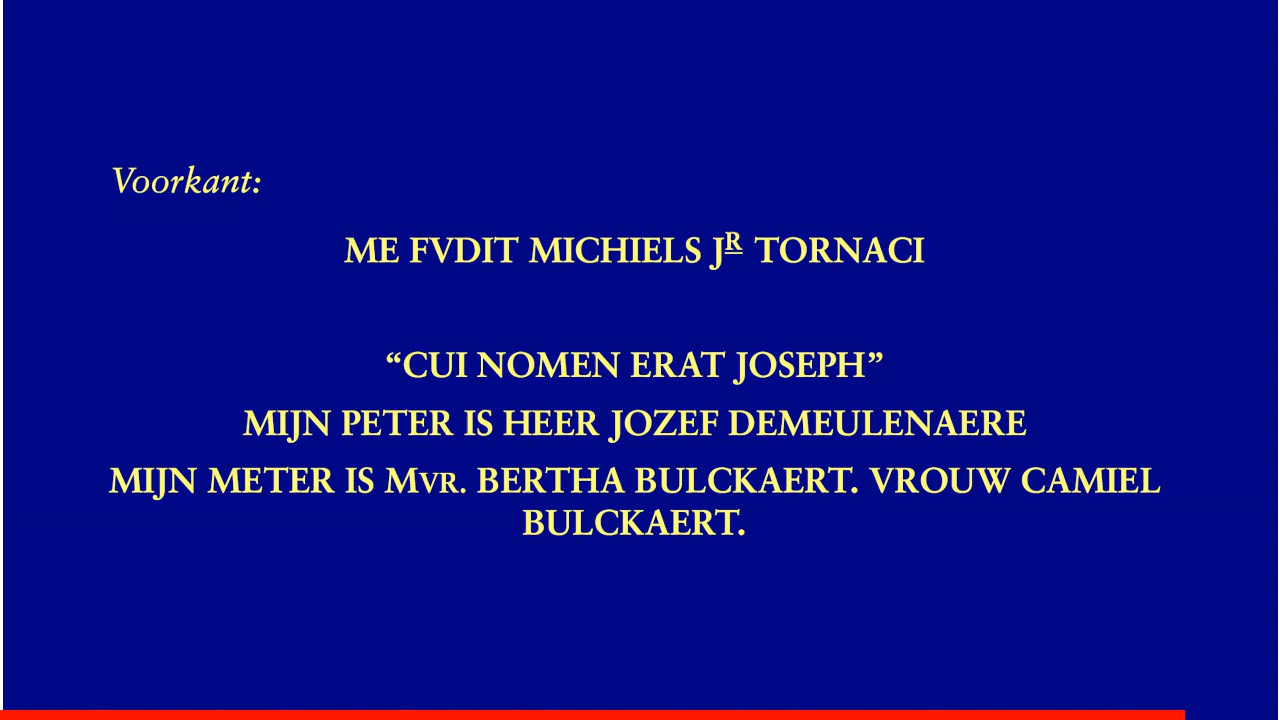 Voorkant:
ME FVDIT MICHIELS JR TORNACI
“CUI NOMEN ERAT JOSEPH”
MIJN PETER IS HEER JOZEF DEMEULENAERE
MIJN METER IS MVR. BERTHA BULCKAERT. VROUW CAMIEL
BULCKAERT.